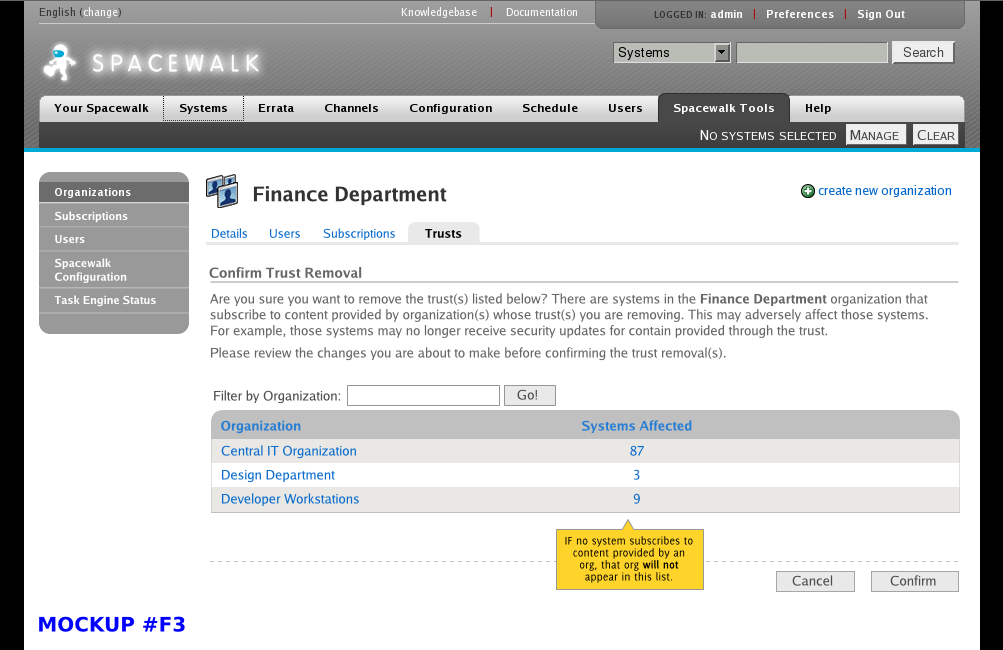 English (change)
Knowledgebase | Documentation
LOGGED IN: admin | Preferences | Sign Out
SPACEWALK
Systems
Search
Your Spacewalk
Systems
Errata
Channels
Configuration
Schedule
Users
Spacewalk Tools
Help
NO SYSTEMS SELECTED
MANAGE
CLEAR
Organizations
Subscriptions
Users
Spacewalk
Configuration
Task Engine Status
Finance Department
create new organization
Details
Users
Subscriptions
Trusts
Confirm Trust Removal
Are you sure you want to remove the trust(s) listed below? There are systems in the Finance Department organization that
subscribe to content provided by organization(s) whose trust(s) you are removing. This may adversely affect those systems.
For example, those systems may no longer receive security updates for contain provided through the trust.
Please review the changes you are about to make before confirming the trust removal(s).
Filter by Organization:
Go!
Organization Systems Affected
Central IT Organization 87
Design Department 3
Developer Workstations 9
IF no system subscribes to
content provided by an
org, that org will not
appear in this list.
Cancel
Confirm
MOCKUP #F3